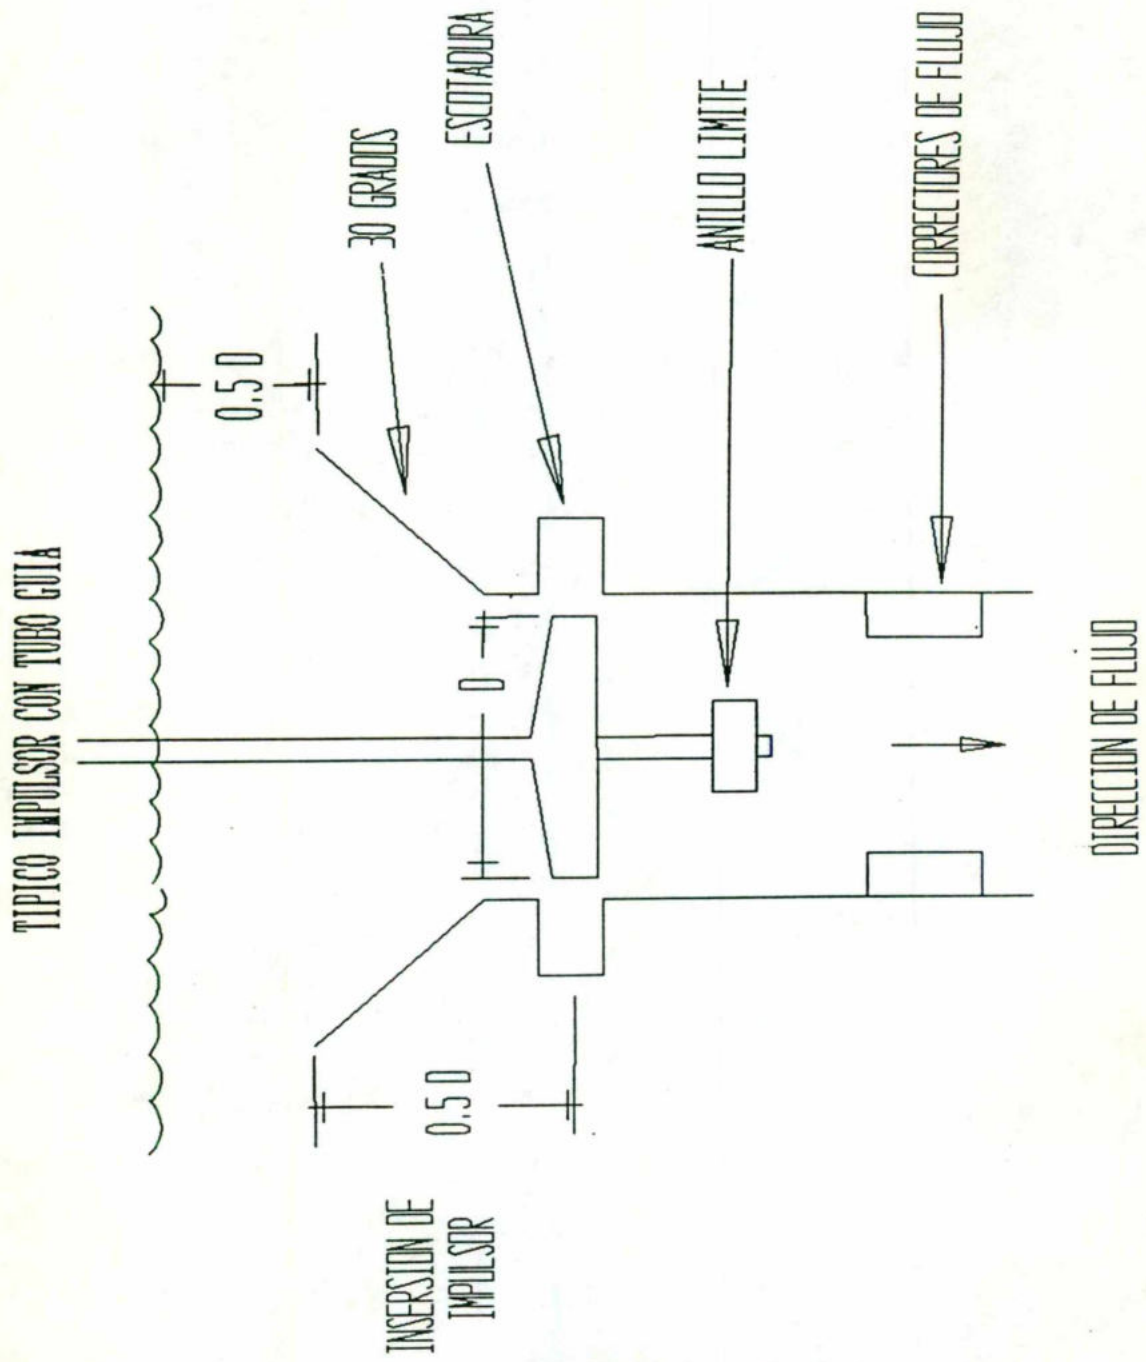 TIPICO IMPULSOR CON TUBO GUIA
0.5 D
30 GRADOS
INSERSION DE
IMPULSOR
0.5 D
D
ESCOTADURA
ANILLO LIMITE
CORRECTORES DE FLUJO
DIRECCION DE FLUJO